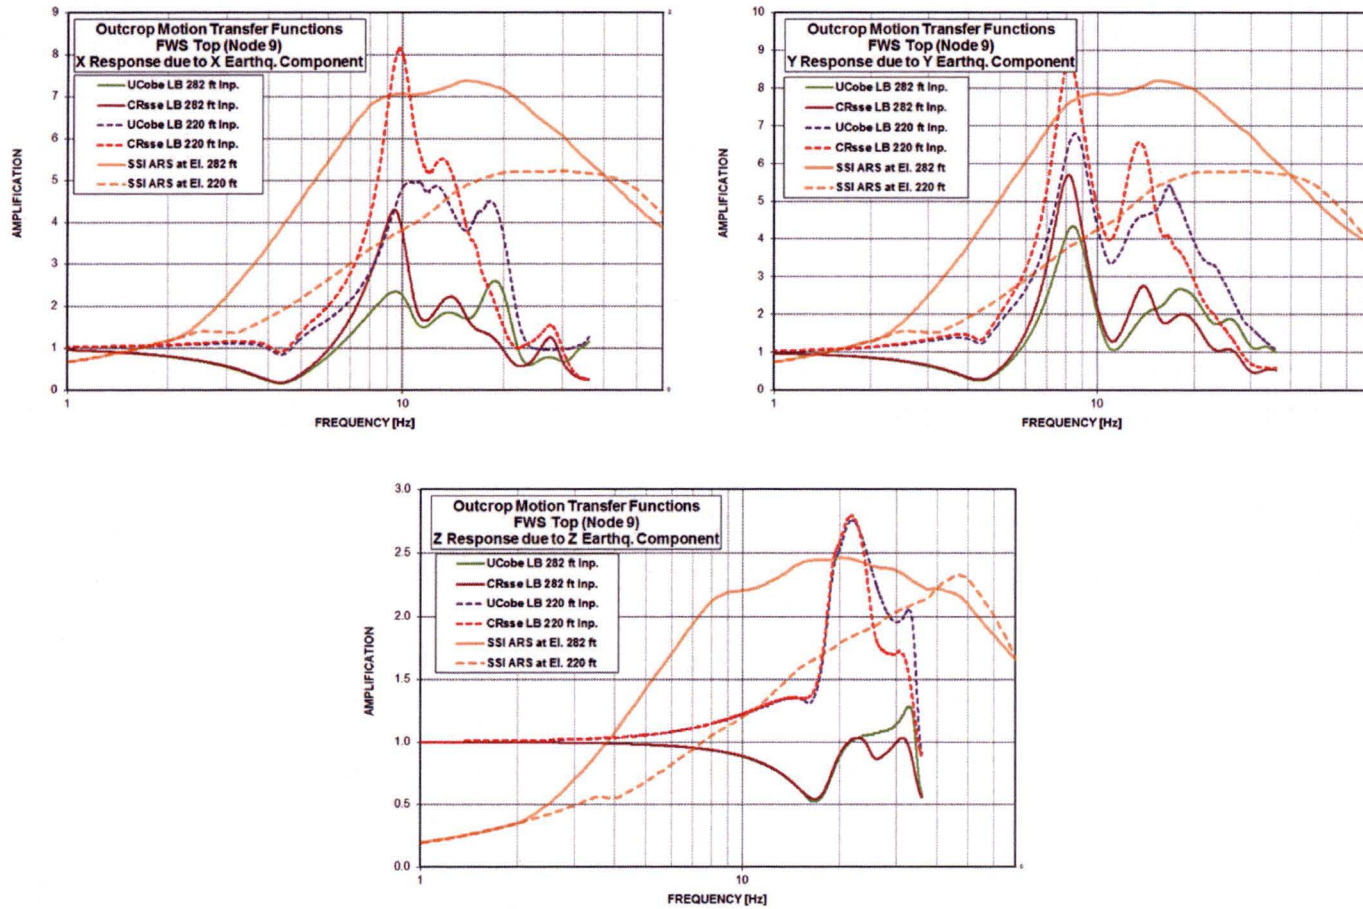 Outcrop Motion Transfer Functions
FWS Top (Node 9)
X Response due to X Earthq. Component
UCobe LB 282 ft Inp.
CRsse LB 282 ft Inp.
UCobe LB 220 ft Inp.
CRsse LB 220 ft Inp.
SSI ARS at El. 282 ft
SSI ARS at El. 220 ft
AMPLIFICATION
9
8
7
6
5
4
3
2
1
0
1
10
FREQUENCY [Hz]
Outcrop Motion Transfer Functions
FWS Top (Node 9)
Y Response due to Y Earthq. Component
UCobe LB 282 ft Inp.
CRsse LB 282 ft Inp.
UCobe LB 220 ft Inp.
CRsse LB 220 ft Inp.
SSI ARS at El. 282 ft
SSI ARS at El. 220 ft
AMPLIFICATION
10
9
8
7
6
5
4
3
2
1
0
1
10
FREQUENCY [Hz]
Outcrop Motion Transfer Functions
FWS Top (Node 9)
Z Response due to Z Earthq. Component
UCobe LB 282 ft Inp.
CRsse LB 282 ft Inp.
UCobe LB 220 ft Inp.
CRsse LB 220 ft Inp.
SSI ARS at El. 282 ft
SSI ARS at El. 220 ft
AMPLIFICATION
3.0
2.5
2.0
1.5
1.0
0.5
0.0
1
10
FREQUENCY [Hz]